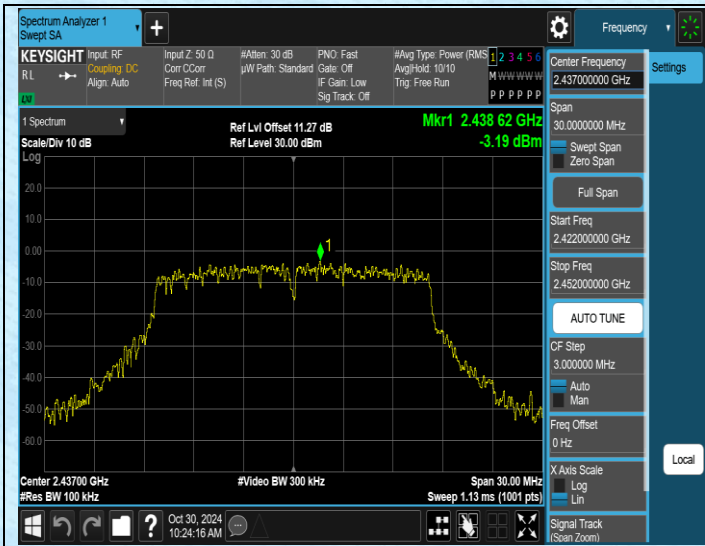 Spectrum Analyzer 1
Swept SA
+
Frequency
KEYSIGHT
RL
LXI
Input: RF
Coupling: DC
Align: Auto
Input Z: 50 Ω
Corr CCorr
Freq Ref: Int (S)
#Atten: 30 dB
µW Path: Standard
PNO: Fast
Gate: Off
IF Gain: Low
Sig Track: Off
#Avg Type: Power (RMS
Avg|Hold: 10/10
Trig: Free Run
1 2 3 4 5 6
M W W W W W
P P P P P P
1 Spectrum
Scale/Div 10 dB
Ref Lvl Offset 11.27 dB
Ref Level 30.00 dBm
Mkr1 2.438 62 GHz
-3.19 dBm
Log
20.0
10.0
0.00
-10.0
-20.0
-30.0
-40.0
-50.0
-60.0
1
Center 2.43700 GHz
#Res BW 100 kHz
#Video BW 300 kHz
Span 30.00 MHz
Sweep 1.13 ms (1001 pts)
?
Oct 30, 2024
10:24:16 AM
Center Frequency
2.437000000 GHz
Span
30.0000000 MHz
Swept Span
Zero Span
Full Span
Start Freq
2.422000000 GHz
Stop Freq
2.452000000 GHz
AUTO TUNE
CF Step
3.000000 MHz
Auto
Man
Freq Offset
0 Hz
X Axis Scale
Log
Lin
Signal Track
(Span Zoom)
Settings
Local